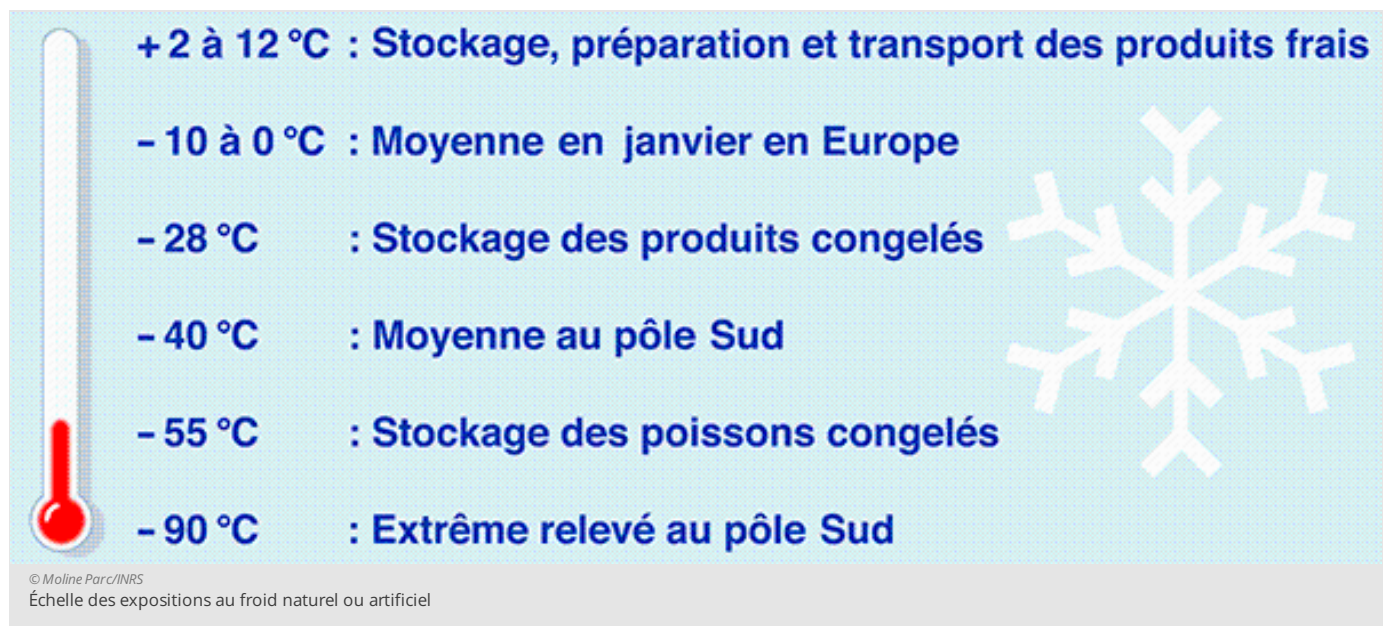 + 2 à 12 °C : Stockage, préparation et transport des produits frais
– 10 à 0 °C : Moyenne en janvier en Europe
– 28 °C : Stockage des produits congelés
– 40 °C : Moyenne au pôle Sud
– 55 °C : Stockage des poissons congelés
– 90 °C : Extrême relevé au pôle Sud
© Moline Parc/INRS
Échelle des expositions au froid naturel ou artificiel